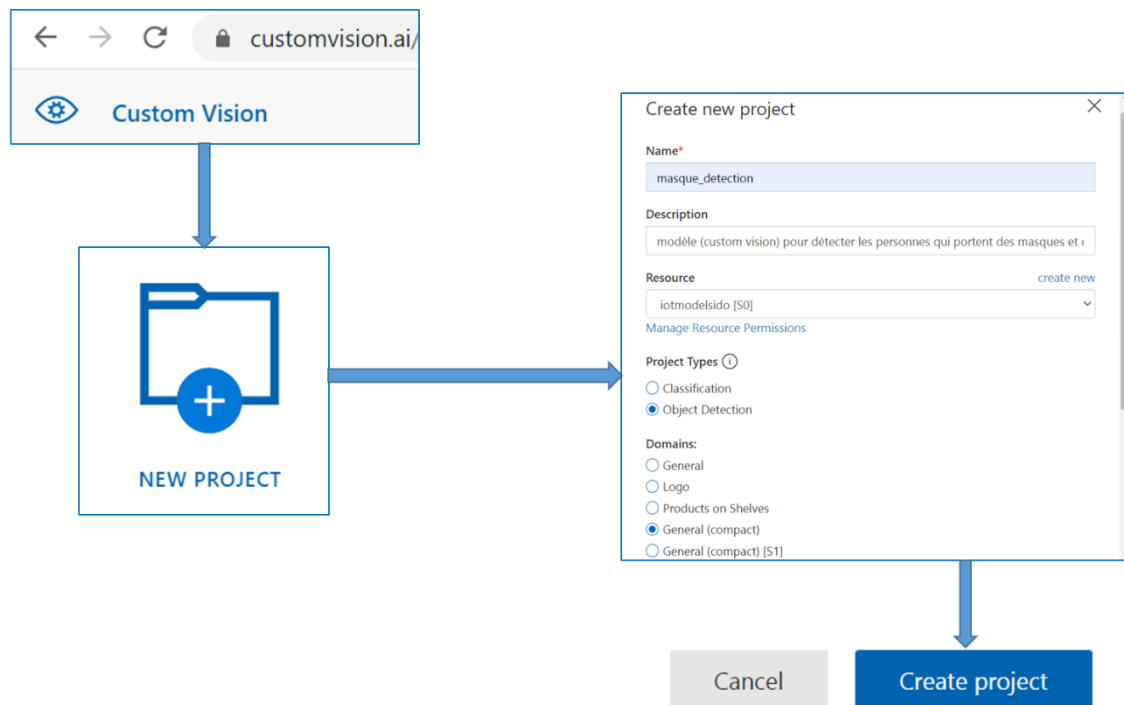 customvision.ai/
Custom Vision
NEW PROJECT
Create new project
Name*
masque_detection
Description
modèle (custom vision) pour détecter les personnes qui portent des masques et
Resource
create new
iotmodelsido [S0]
Manage Resource Permissions
Project Types
Classification
Object Detection
Domains:
General
Logo
Products on Shelves
General (compact)
General (compact) [S1]
Cancel
Create project